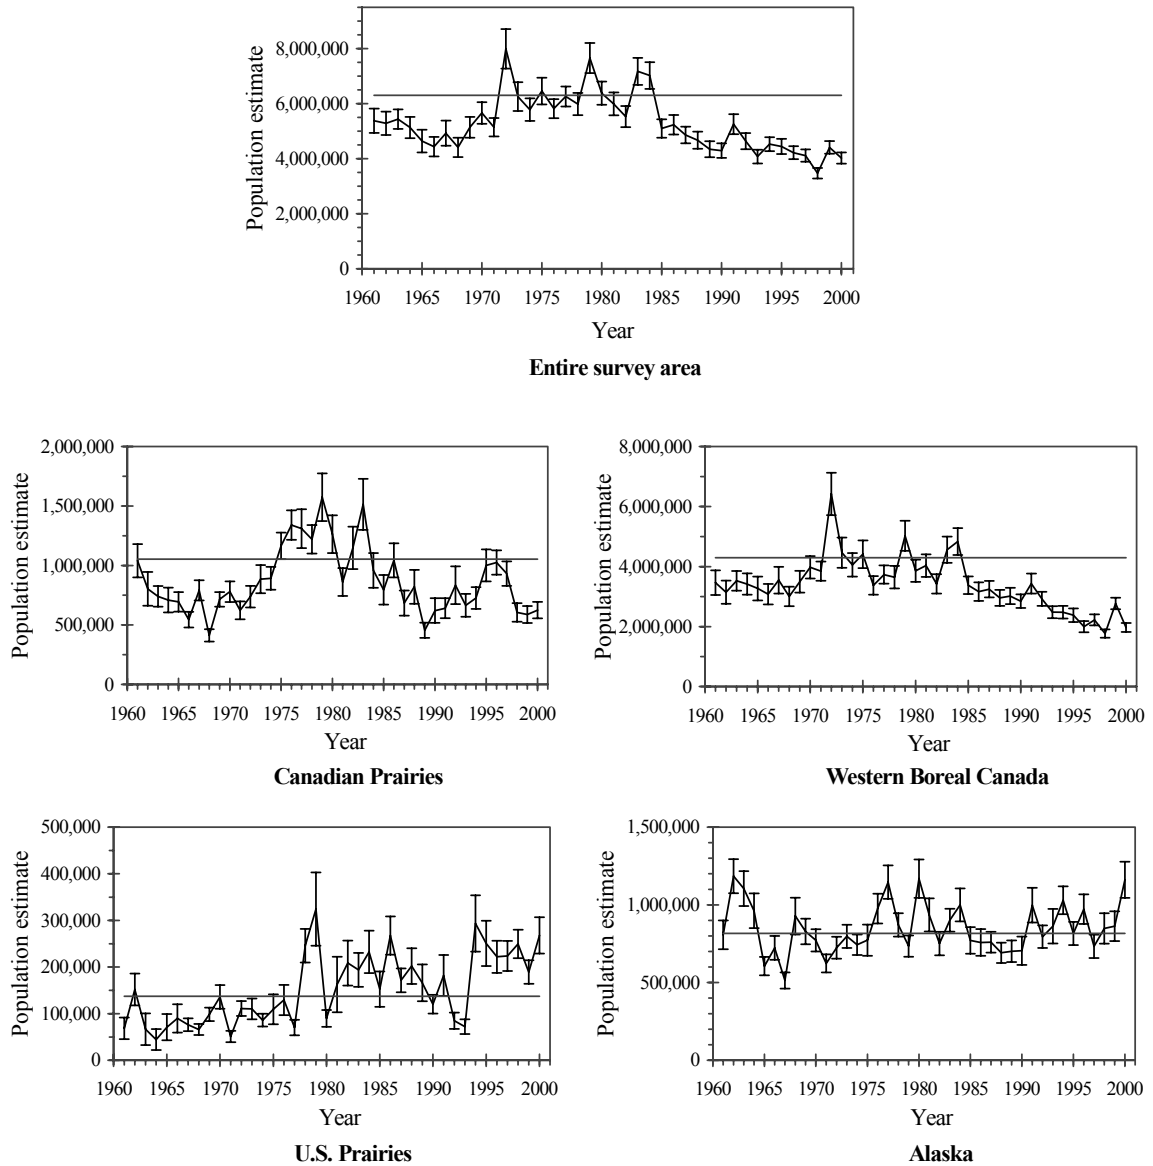 Population estimate
8,000,000
6,000,000
4,000,000
2,000,000
0
1960 1965 1970 1975 1980 1985 1990 1995 2000
Year
Entire survey area
Population estimate
2,000,000
1,500,000
1,000,000
500,000
0
1960 1965 1970 1975 1980 1985 1990 1995 2000
Year
Canadian Prairies
Population estimate
8,000,000
6,000,000
4,000,000
2,000,000
0
1960 1965 1970 1975 1980 1985 1990 1995 2000
Year
Western Boreal Canada
Population estimate
500,000
400,000
300,000
200,000
100,000
0
1960 1965 1970 1975 1980 1985 1990 1995 2000
Year
U.S. Prairies
Population estimate
1,500,000
1,000,000
500,000
0
1960 1965 1970 1975 1980 1985 1990 1995 2000
Year
Alaska